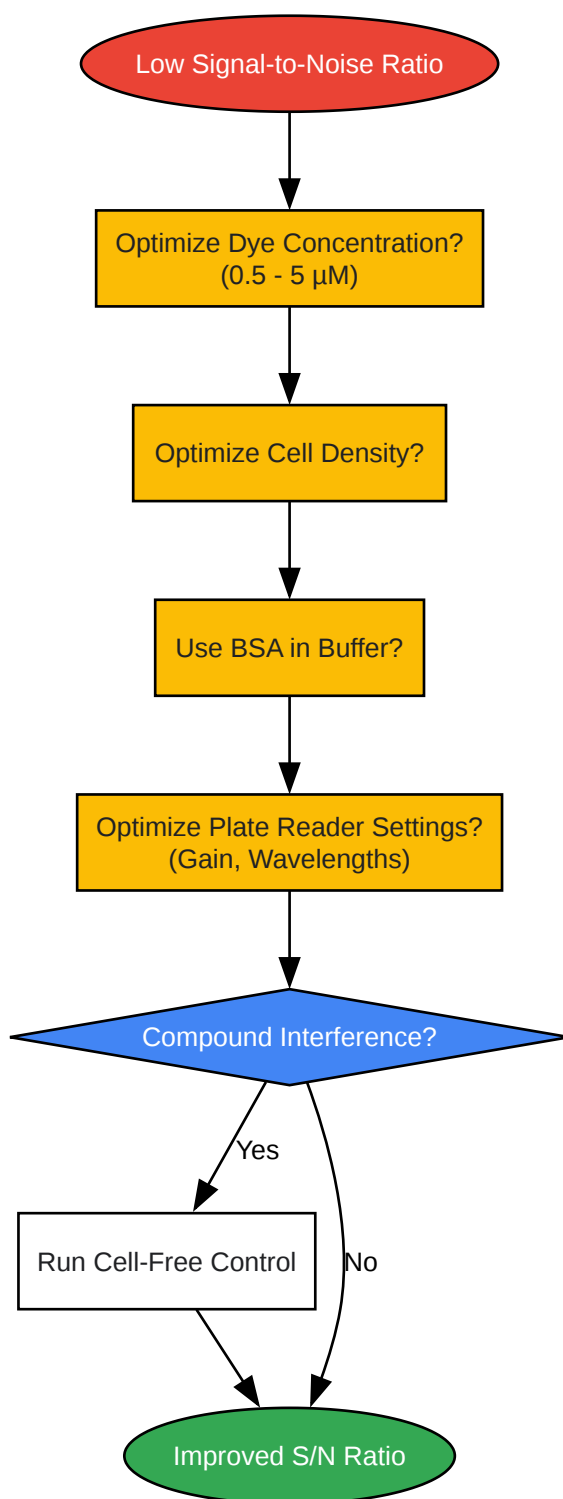 Low Signal-to-Noise Ratio
Optimize Dye Concentration?
(0.5 - 5 µM)
Optimize Cell Density?
Use BSA in Buffer?
Optimize Plate Reader Settings?
(Gain, Wavelengths)
Compound Interference?
Yes
Run Cell-Free Control
No
Improved S/N Ratio